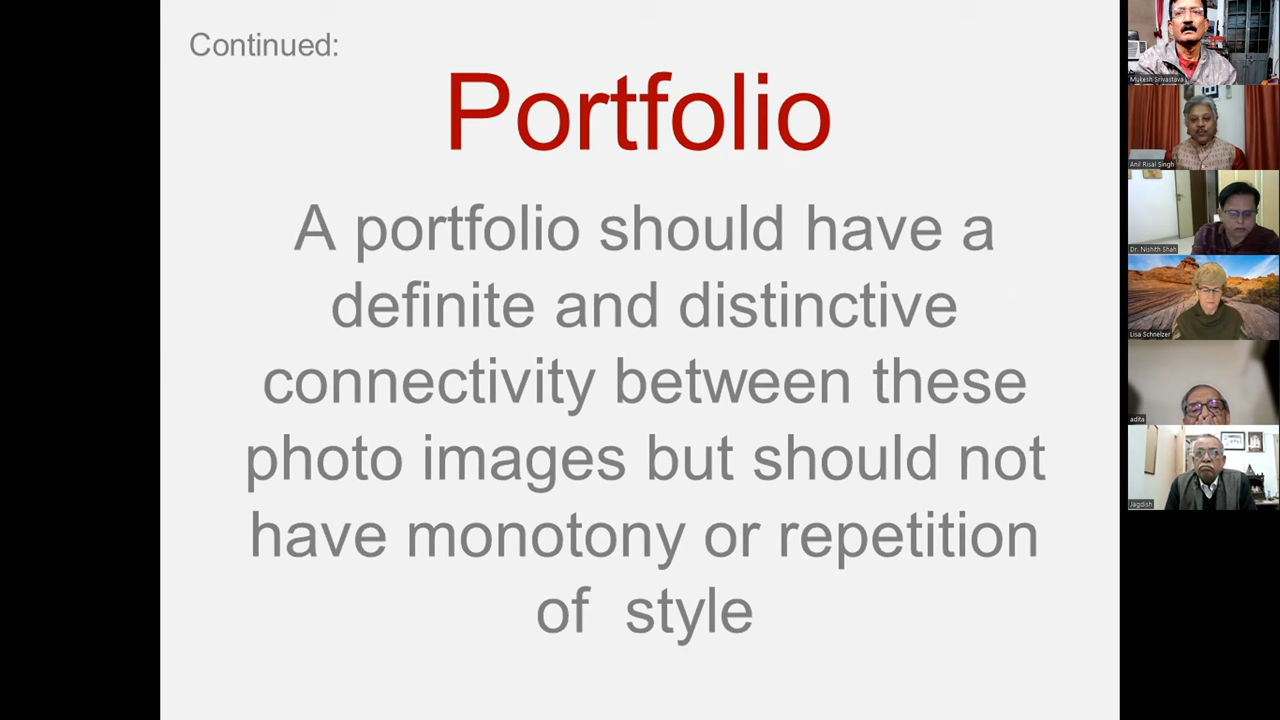 Continued:
Portfolio
A portfolio should have a
definite and distinctive
connectivity between these
photo images but should not
have monotony or repetition
of  style
Mukesh Srivastava
Anil Risal Singh
Dr. Nishith Shah
Lisa Schnelzer
adita
Jagdish